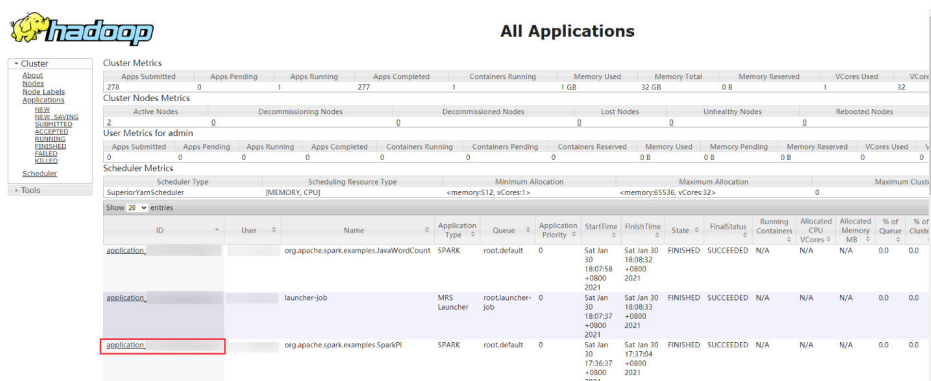 hadoop
All Applications
Cluster
About
Nodes
Node Labels
Applications
NEW
NEW_SAVING
SUBMITTED
ACCEPTED
RUNNING
FINISHED
FAILED
KILLED
Scheduler
Tools
Cluster Metrics
Apps Submitted Apps Pending Apps Running Apps Completed Containers Running Memory Used Memory Total Memory Reserved VCores Used VCore
278 0 1 277 1 1 GB 32 GB 0 B 1 32
Cluster Nodes Metrics
Active Nodes Decommissioning Nodes Decommissioned Nodes Lost Nodes Unhealthy Nodes Rebooted Nodes
2 0 0 0 0 0
User Metrics for admin
Apps Submitted Apps Pending Apps Running Apps Completed Containers Running Containers Pending Containers Reserved Memory Used Memory Pending Memory Reserved VCores Used V
0 0 0 0 0 0 0 0 B 0 B 0 B 0 0
Scheduler Metrics
Scheduler Type Scheduling Resource Type Minimum Allocation Maximum Allocation Maximum Cluste
SuperiorYarnScheduler [MEMORY, CPU] <memory:512, vCores:1> <memory:65536, vCores:32> 0
Show 20 entries
ID User Name Application Type Queue Application Priority StartTime FinishTime State FinalStatus Running Containers Allocated CPU VCores Allocated Memory MB % of Queue % of Cluste
application_ org.apache.spark.examples.JavaWordCount SPARK root.default 0 Sat Jan 30 18:07:58 +0800 2021 Sat Jan 30 18:08:32 +0800 2021 FINISHED SUCCEEDED N/A N/A N/A 0.0 0.0
application_ launcher-job MRS Launcher root.launcher-job 0 Sat Jan 30 18:07:37 +0800 2021 Sat Jan 30 18:08:33 +0800 2021 FINISHED SUCCEEDED N/A N/A N/A 0.0 0.0
application_ org.apache.spark.examples.SparkPi SPARK root.default 0 Sat Jan 30 17:36:37 +0800 2021 Sat Jan 30 17:37:04 +0800 2021 FINISHED SUCCEEDED N/A N/A N/A 0.0 0.0